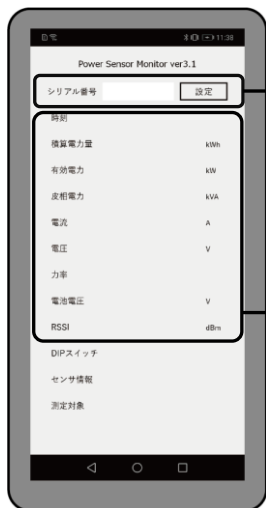 11:38
Power Sensor Monitor ver3.1
シリアル番号 設定
時刻
積算電力量 kWh
有効電力 kW
皮相電力 kVA
電流 A
電圧 V
力率
電池電圧 V
RSSI dBm
DIPスイッチ
センサ情報
測定対象